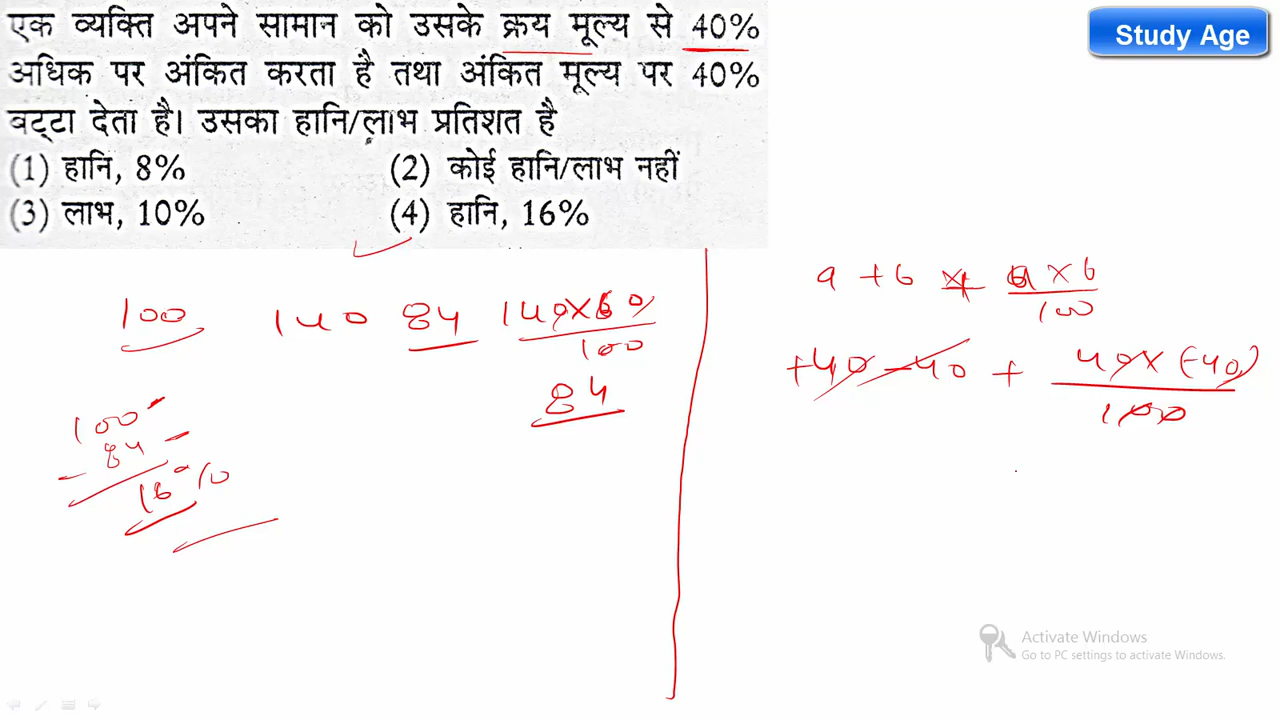 एक व्यक्ति अपने सामान को उसके क्रय मूल्य से 40%
अधिक पर अंकित करता है तथा अंकित मूल्य पर 40%
बट्टा देता है। उसका हानि/लाभ प्रतिशत है
(1) हानि, 8% (2) कोई हानि/लाभ नहीं
(3) लाभ, 10% (4) हानि, 16%
Study Age
100 140 84 140×60
100
84
100
- 84
16%
a + b + a × b
100
+40 - 40 + 40 × (-40)
100
Activate Windows
Go to PC settings to activate Windows.